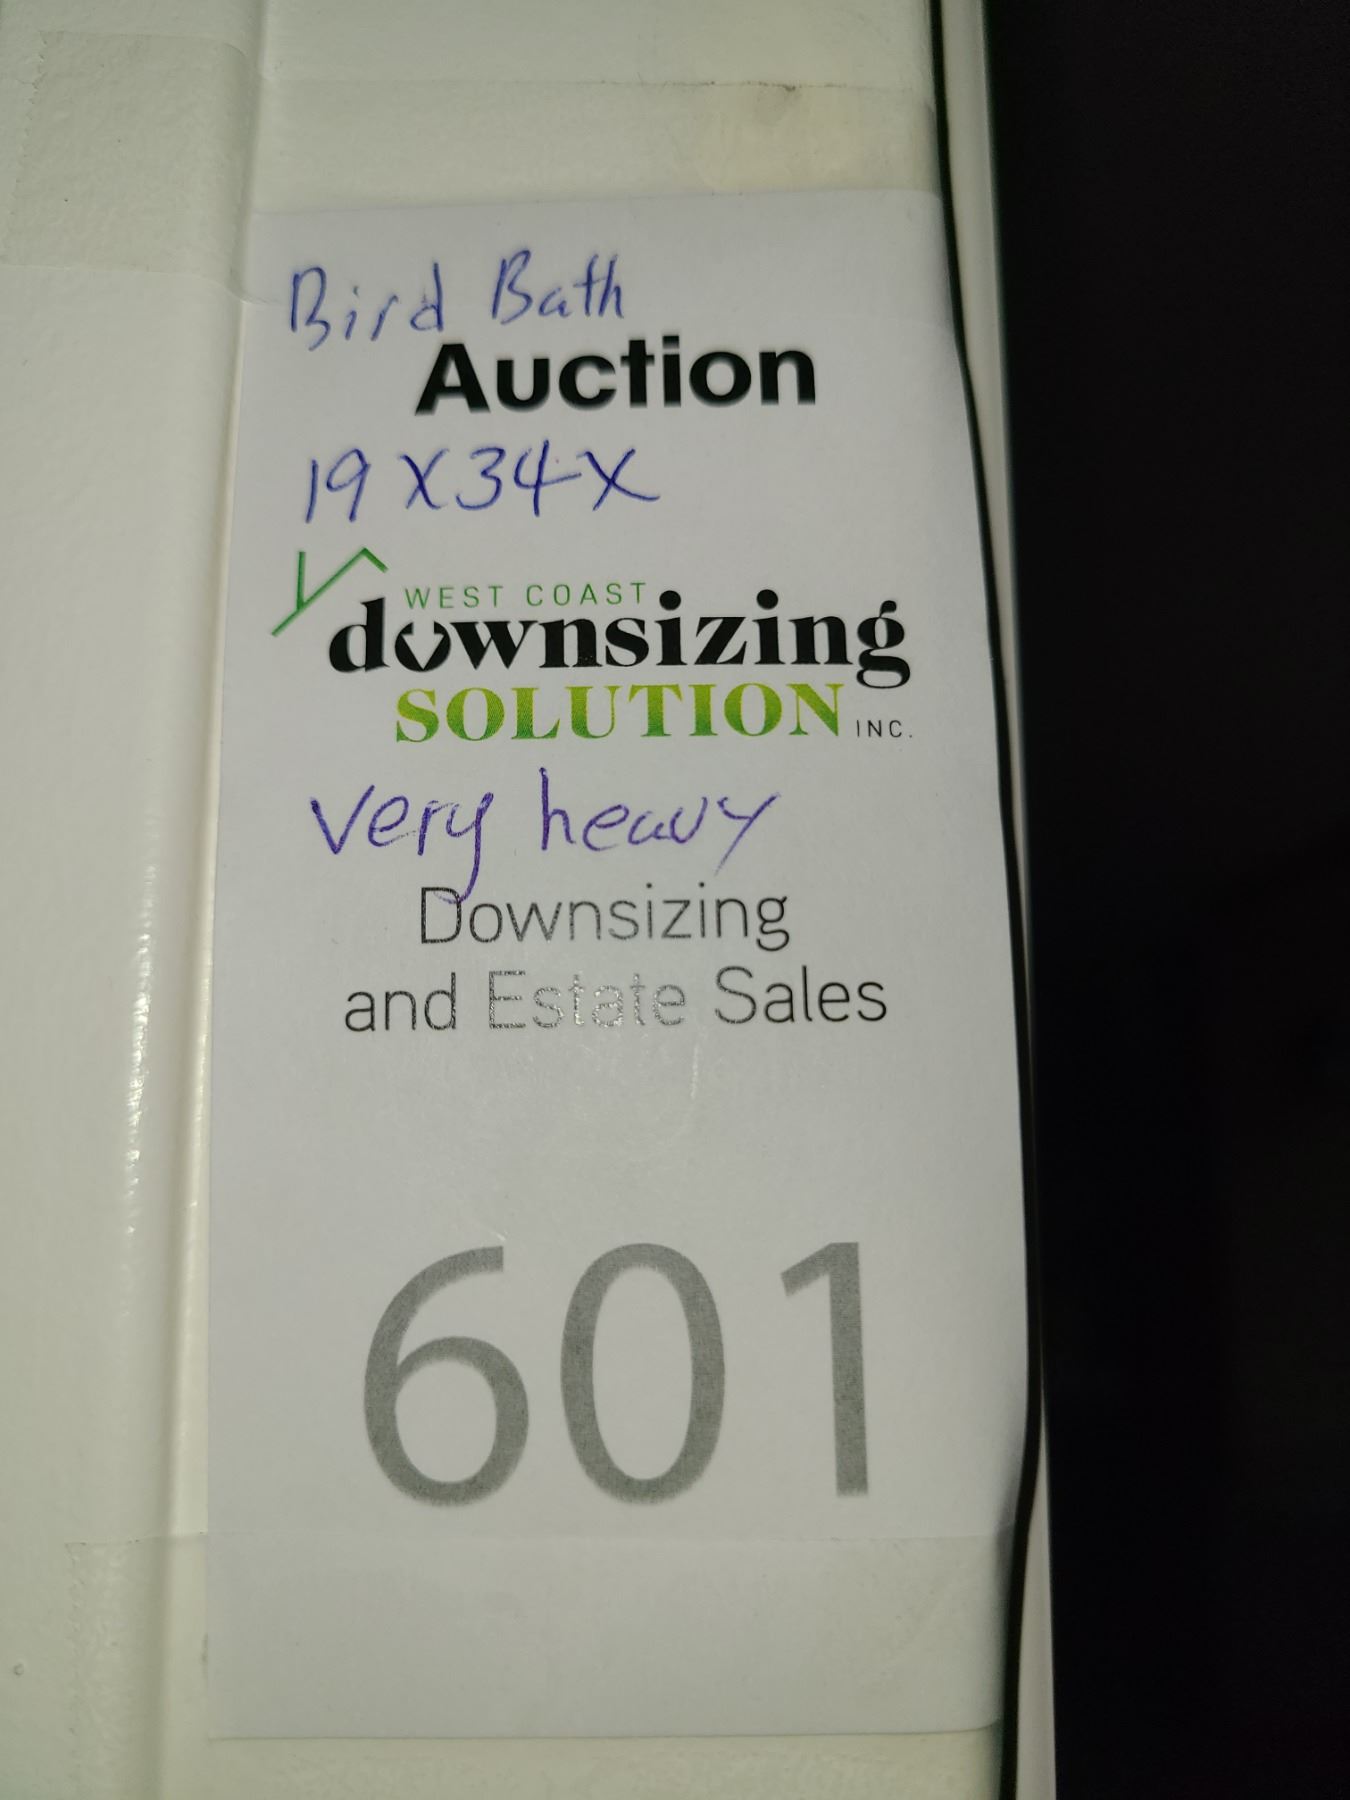 Bird Bath
Auction
19 X 34 X
WEST COAST
downsizing
SOLUTION INC.
very heavy
Downsizing
and Estate Sales
601